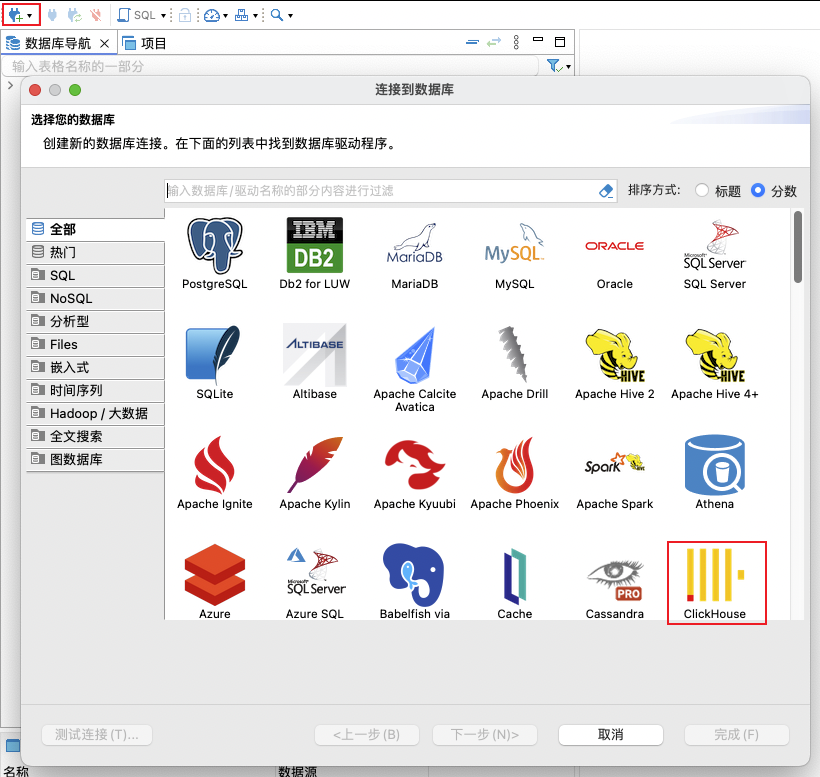 SQL
数据库导航
项目
输入表格名称的一部分
连接到数据库
选择您的数据库
创建新的数据库连接。在下面的列表中找到数据库驱动程序。
输入数据库/驱动名称的部分内容进行过滤
排序方式: 标题 分数
全部
热门
SQL
NoSQL
分析型
Files
嵌入式
时间序列
Hadoop / 大数据
全文搜索
图数据库
IBM
DB2
MariaDB
MySQL
ORACLE
Microsoft
SQL Server
PostgreSQL
Db2 for LUW
MariaDB
MySQL
Oracle
SQL Server
ALTIBASE
HIVE
HIVE
SQLite
Altibase
Apache Calcite
Avatica
Apache Drill
Apache Hive 2
Apache Hive 4+
Spark
HIVE
Apache Ignite
Apache Kylin
Apache Kyuubi
Apache Phoenix
Apache Spark
Athena
Microsoft
SQL Server
PRO
Azure
Azure SQL
Babelfish via
Cache
Cassandra
ClickHouse
测试连接 (T)...
<上一步 (B)
下一步 (N)>
取消
完成 (F)
名称
数据源